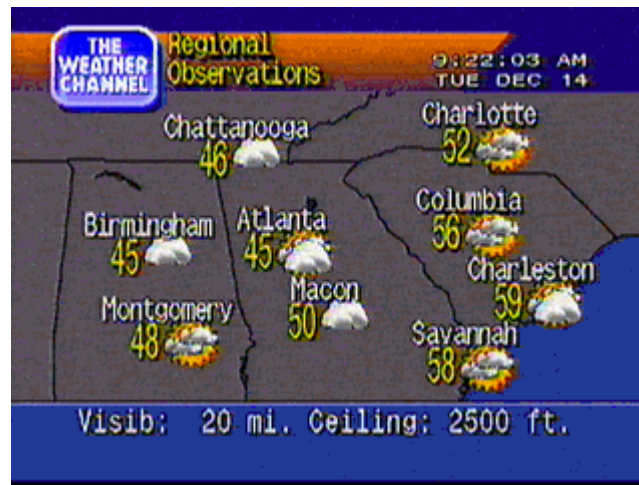 THE
WEATHER
CHANNEL
Regional
Observations
9:22:03 AM
TUE DEC 14
Chattanooga
46
Charlotte
52
Birmingham
45
Atlanta
45
Columbia
56
Charleston
59
Macon
50
Montgomery
48
Savannah
58
Visib: 20 mi. Ceiling: 2500 ft.